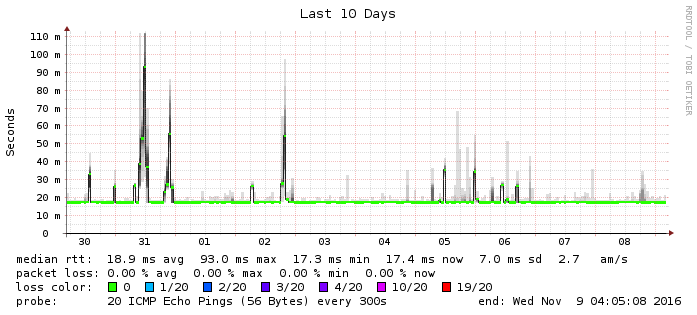 Last 10 Days
RRDTOOL / TOBI OETIKER
Seconds
110 m
100 m
90 m
80 m
70 m
60 m
50 m
40 m
30 m
20 m
10 m
0
30 31 01 02 03 04 05 06 07 08
median rtt: 18.9 ms avg 93.0 ms max 17.3 ms min 17.4 ms now 7.0 ms sd 2.7 am/s
packet loss: 0.00 % avg 0.00 % max 0.00 % min 0.00 % now
loss color: 0 1/20 2/20 3/20 4/20 10/20 19/20
probe: 20 ICMP Echo Pings (56 Bytes) every 300s end: Wed Nov 9 04:05:08 2016